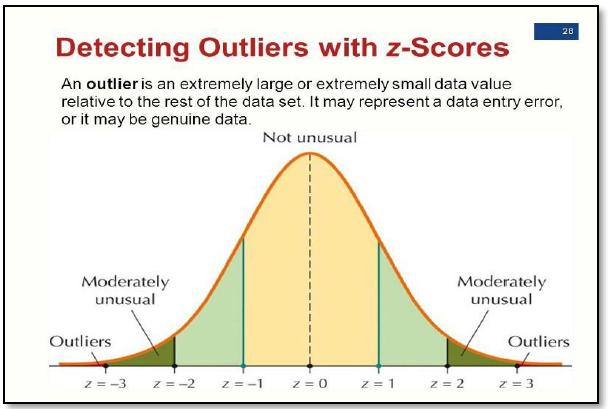 28
Detecting Outliers with z-Scores
An outlier is an extremely large or extremely small data value
relative to the rest of the data set. It may represent a data entry error,
or it may be genuine data.
Not unusual
Moderately
unusual
Moderately
unusual
Outliers
Outliers
z = -3 z = -2 z = -1 z = 0 z = 1 z = 2 z = 3